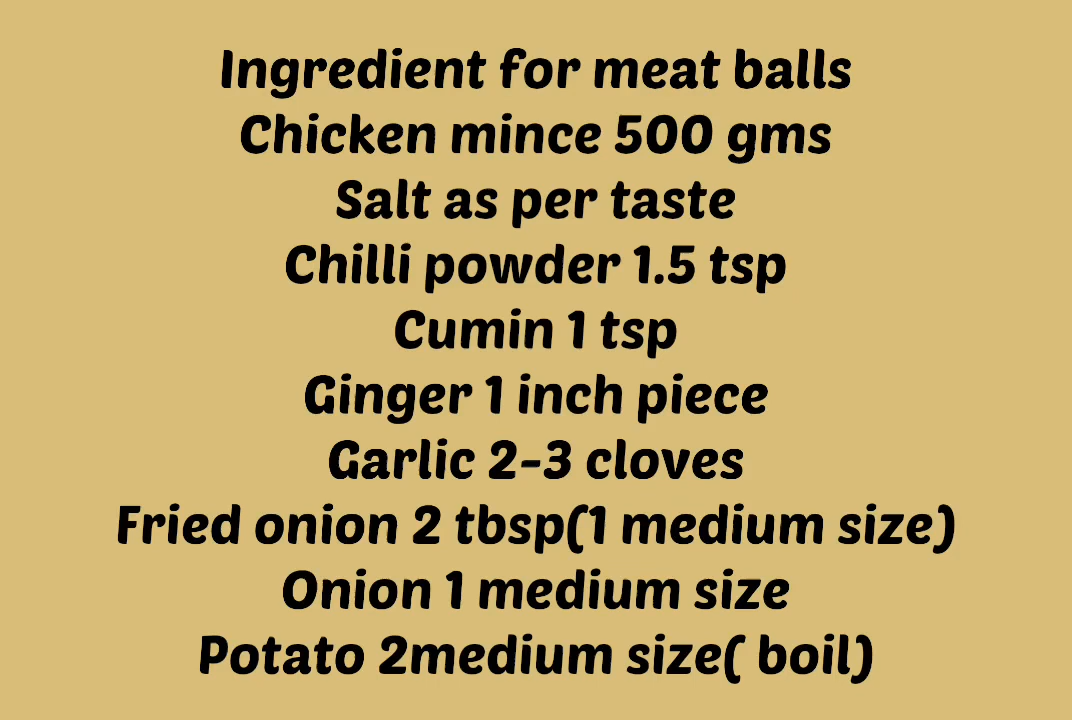 Ingredient for meat balls
Chicken mince 500 gms
Salt as per taste
Chilli powder 1.5 tsp
Cumin 1 tsp
Ginger 1 inch piece
Garlic 2-3 cloves
Fried onion 2 tbsp(1 medium size)
Onion 1 medium size
Potato 2medium size( boil)